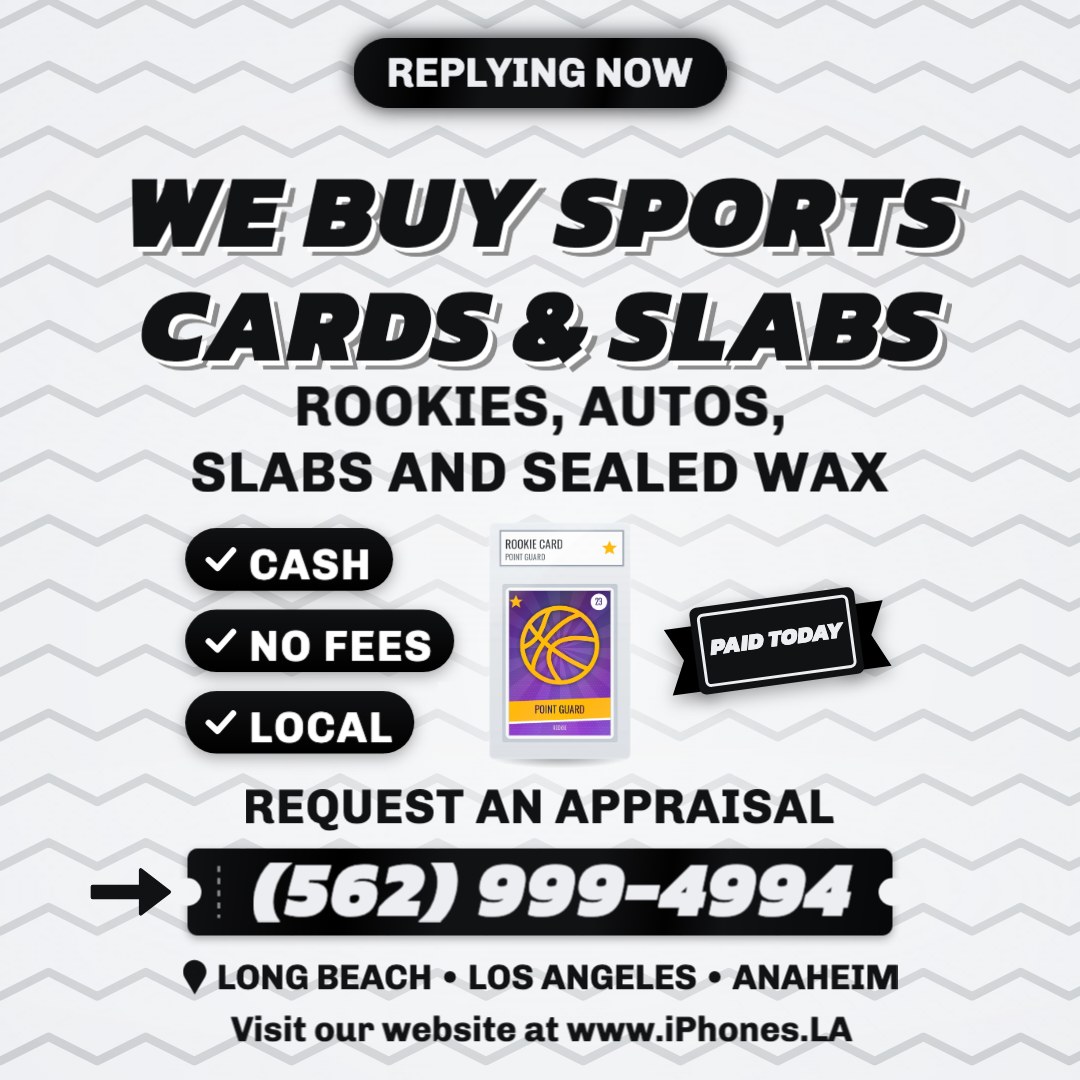 REPLYING NOW
WE BUY SPORTS
CARDS & SLABS
ROOKIES, AUTOS,
SLABS AND SEALED WAX
CASH
NO FEES
LOCAL
ROOKIE CARD
POINT GUARD
23
POINT GUARD
PAID TODAY
REQUEST AN APPRAISAL
(562) 999-4994
LONG BEACH • LOS ANGELES • ANAHEIM
Visit our website at www.iPhones.LA